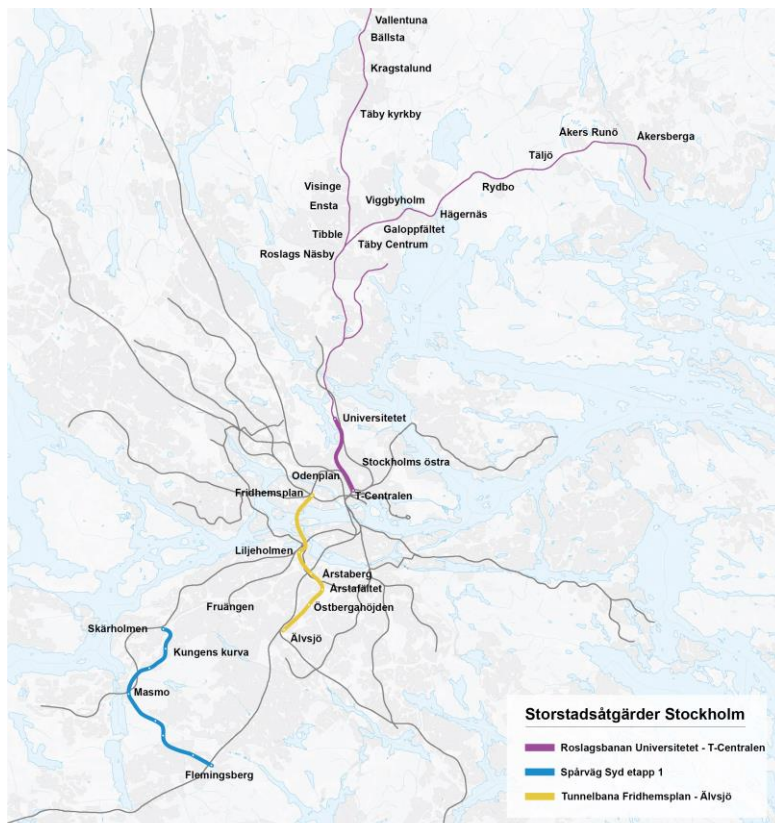 Vallentuna
Bällsta
Kragstalund
Täby kyrkby
Åkers Runö
Åkersberga
Täljö
Rydbo
Visinge
Viggbyholm
Ensta
Hägernäs
Galoppfältet
Tibble
Täby Centrum
Roslags Näsby
Universitetet
Stockholms östra
Odenplan
Fridhemsplan
T-Centralen
Liljeholmen
Årstaberg
Årstafältet
Fruängen
Östbergahöjden
Skärholmen
Älvsjö
Kungens kurva
Masmo
Flemingsberg
Storstadsåtgärder Stockholm
Roslagsbanan Universitetet - T-Centralen
Spårväg Syd etapp 1
Tunnelbana Fridhemsplan - Älvsjö